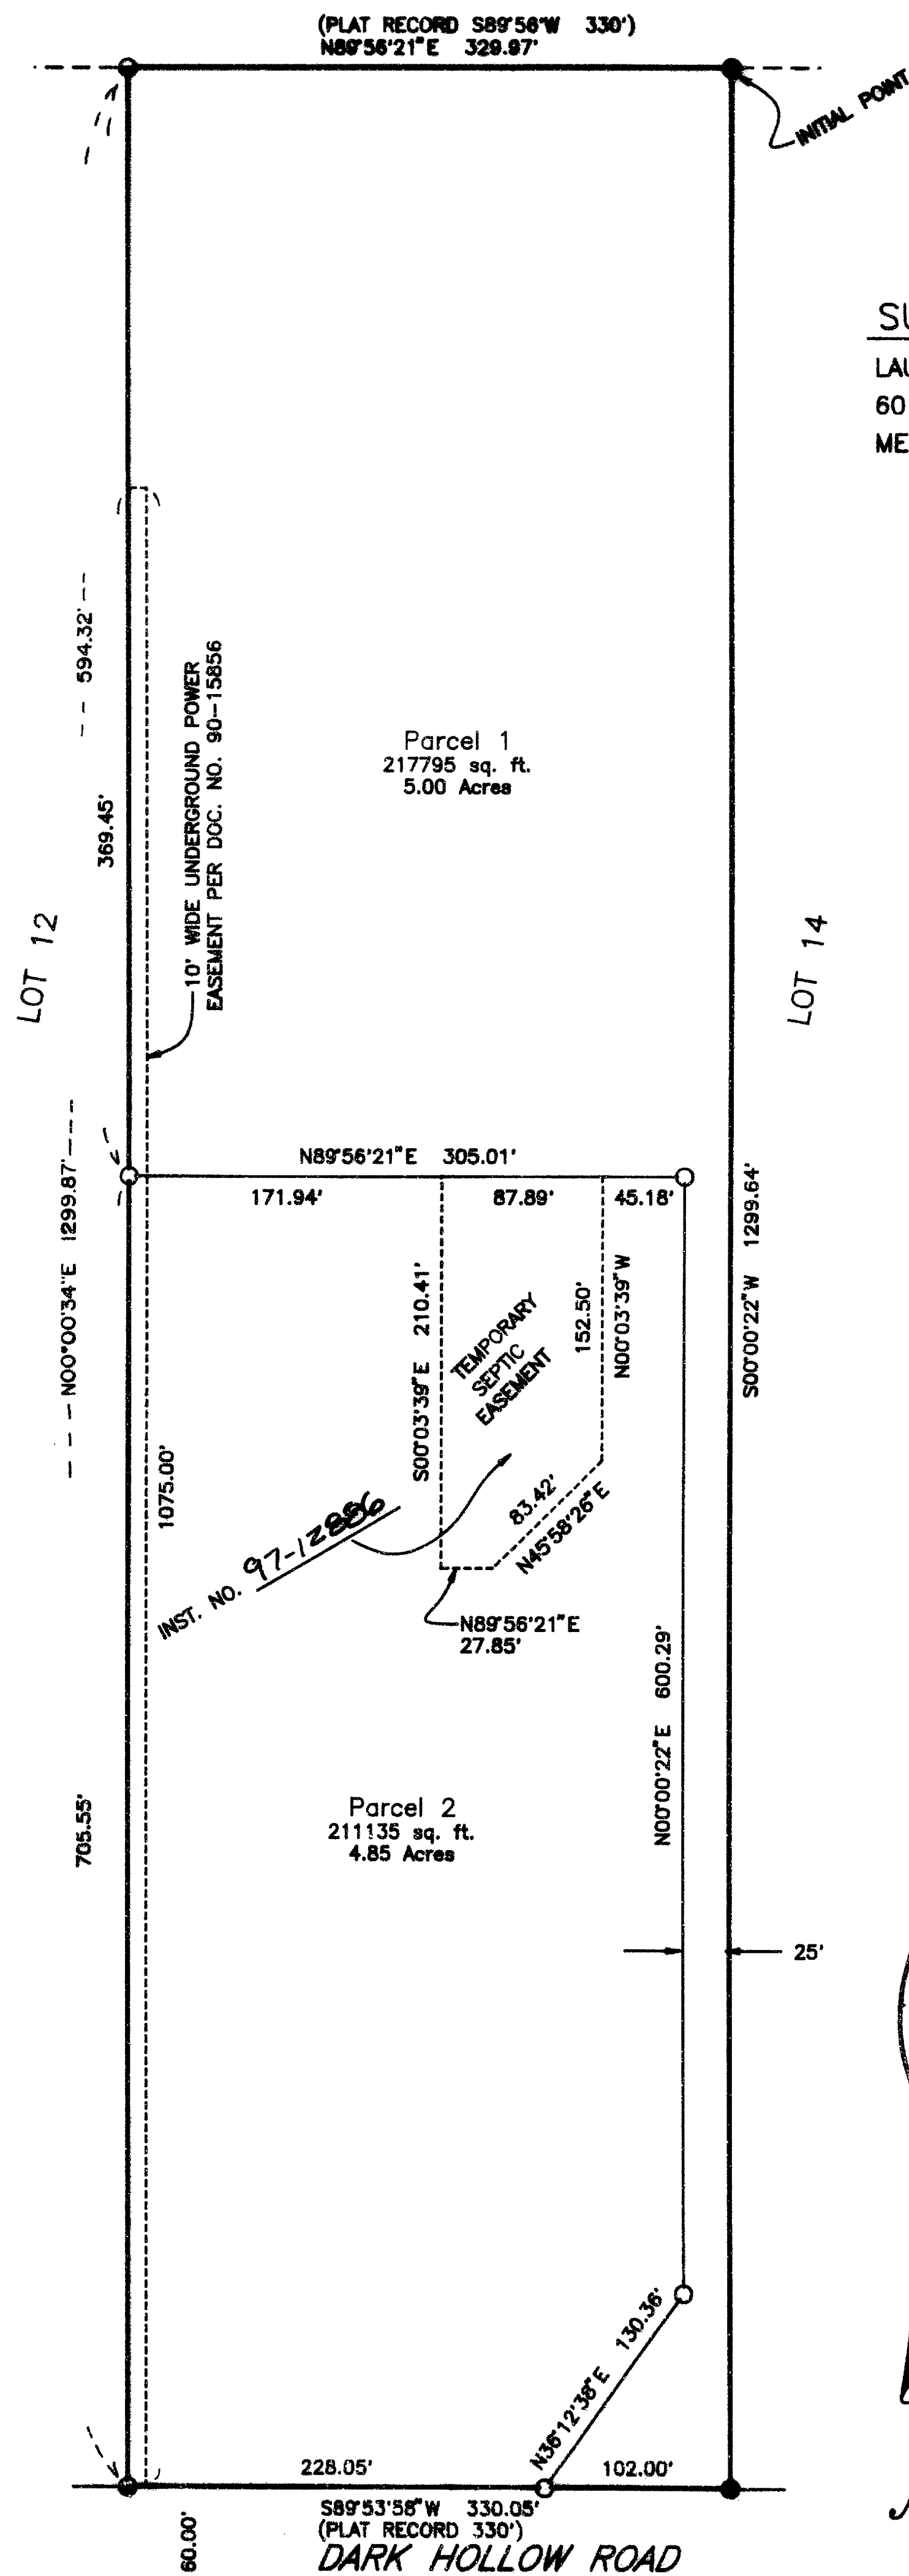 (PLAT RECORD S89°56'W 330')
N89°56'21"E 329.97'
INITIAL POINT
SU
LAU
60
ME
594.32'
10' WIDE UNDERGROUND POWER
EASEMENT PER DOC. NO. 90-15856
Parcel 1
217795 sq. ft.
5.00 Acres
369.45'
LOT 12
LOT 14
N89°56'21"E 305.01'
171.94'
87.89'
45.18'
N00°00'34"E 1299.87'
S00°00'22"W 1299.64'
S00°03'39"E 210.41'
TEMPORARY
SEPTIC
EASEMENT
152.50'
N00°03'39"W
1075.00'
83.42'
N45°58'26"E
INST. NO. 97-12886
N89°56'21"E
27.85'
N00°00'22"E 600.29'
705.55'
Parcel 2
211135 sq. ft.
4.85 Acres
25'
N36°12'38"E 130.36'
228.05'
102.00'
S89°53'58"W 330.05'
(PLAT RECORD 330')
60.00'
DARK HOLLOW ROAD